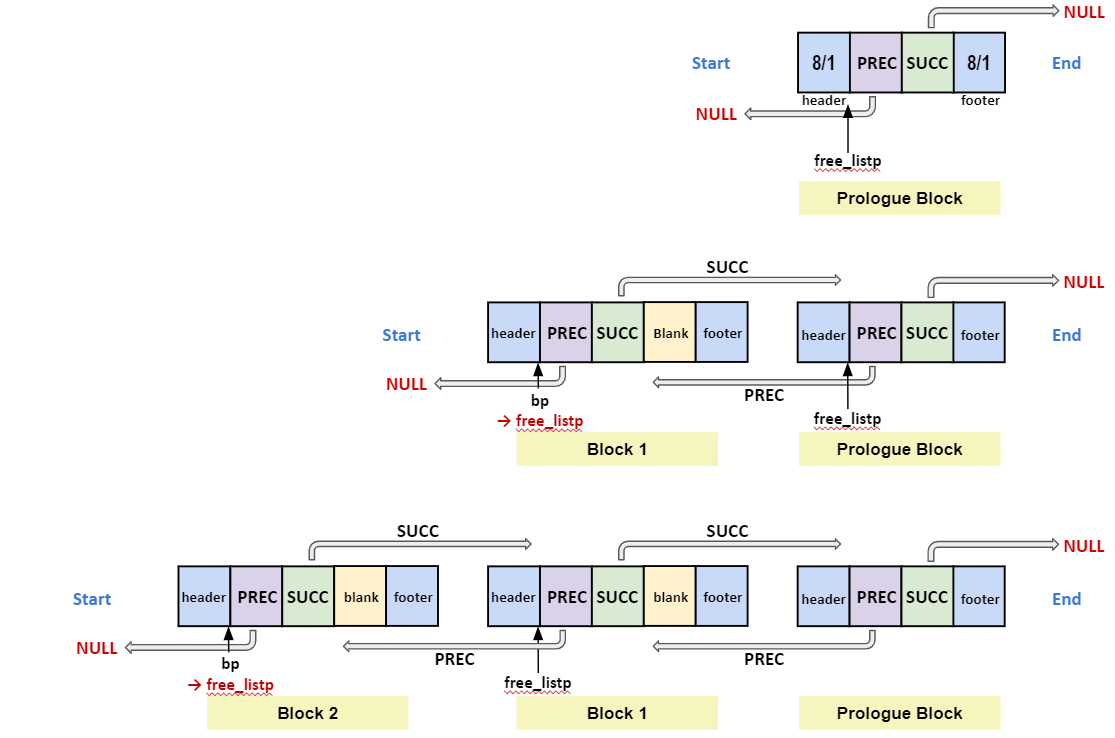 NULL
Start 8/1 PREC SUCC 8/1 End
header footer
NULL
free_listp
Prologue Block
SUCC
NULL
Start header PREC SUCC Blank footer header PREC SUCC footer End
NULL
PREC
bp
→ free_listp free_listp
Block 1 Prologue Block
SUCC SUCC
NULL
Start header PREC SUCC blank footer header PREC SUCC blank footer header PREC SUCC footer End
NULL
PREC PREC
bp
→ free_listp free_listp
Block 2 Block 1 Prologue Block